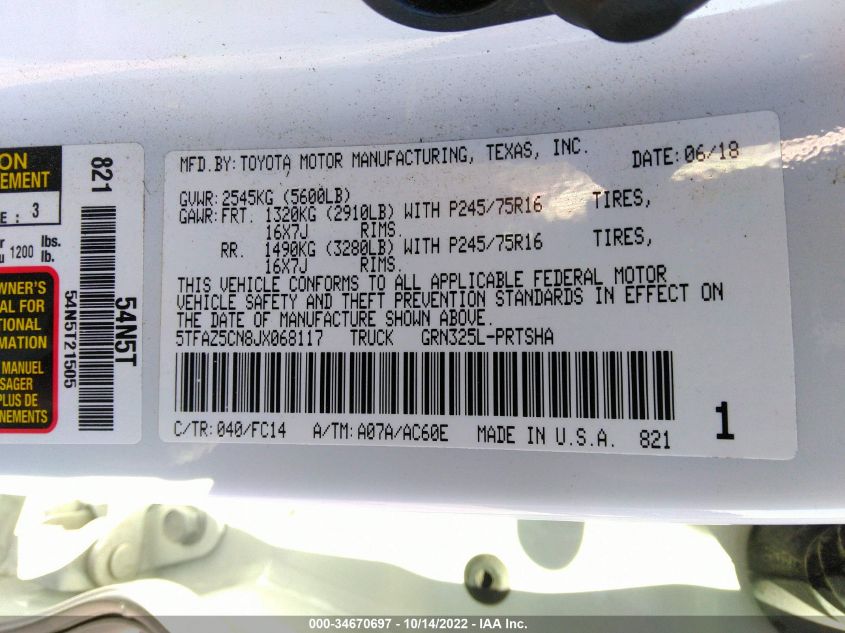 ON
EMENT
E : 3
r lbs.
u 1200 lb.
WNER'S
AL FOR
TIONAL
RMATION
MANUEL
SAGER
PLUS DE
GNEMENTS
821
54N5T
54N5T21505
MFD.BY:TOYOTA MOTOR MANUFACTURING, TEXAS, INC. DATE:06/18
GVWR:2545KG (5600LB)
GAWR:FRT. 1320KG (2910LB) WITH P245/75R16 TIRES,
16X7J RIMS.
RR. 1490KG (3280LB) WITH P245/75R16 TIRES,
16X7J RIMS.
THIS VEHICLE CONFORMS TO ALL APPLICABLE FEDERAL MOTOR
VEHICLE SAFETY AND THEFT PREVENTION STANDARDS IN EFFECT ON
THE DATE OF MANUFACTURE SHOWN ABOVE.
5TFAZ5CN8JX068117 TRUCK GRN325L-PRTSHA
C/TR:040/FC14 A/TM:A07A/AC60E MADE IN U.S.A. 821 1
000-34670697 - 10/14/2022 - IAA Inc.